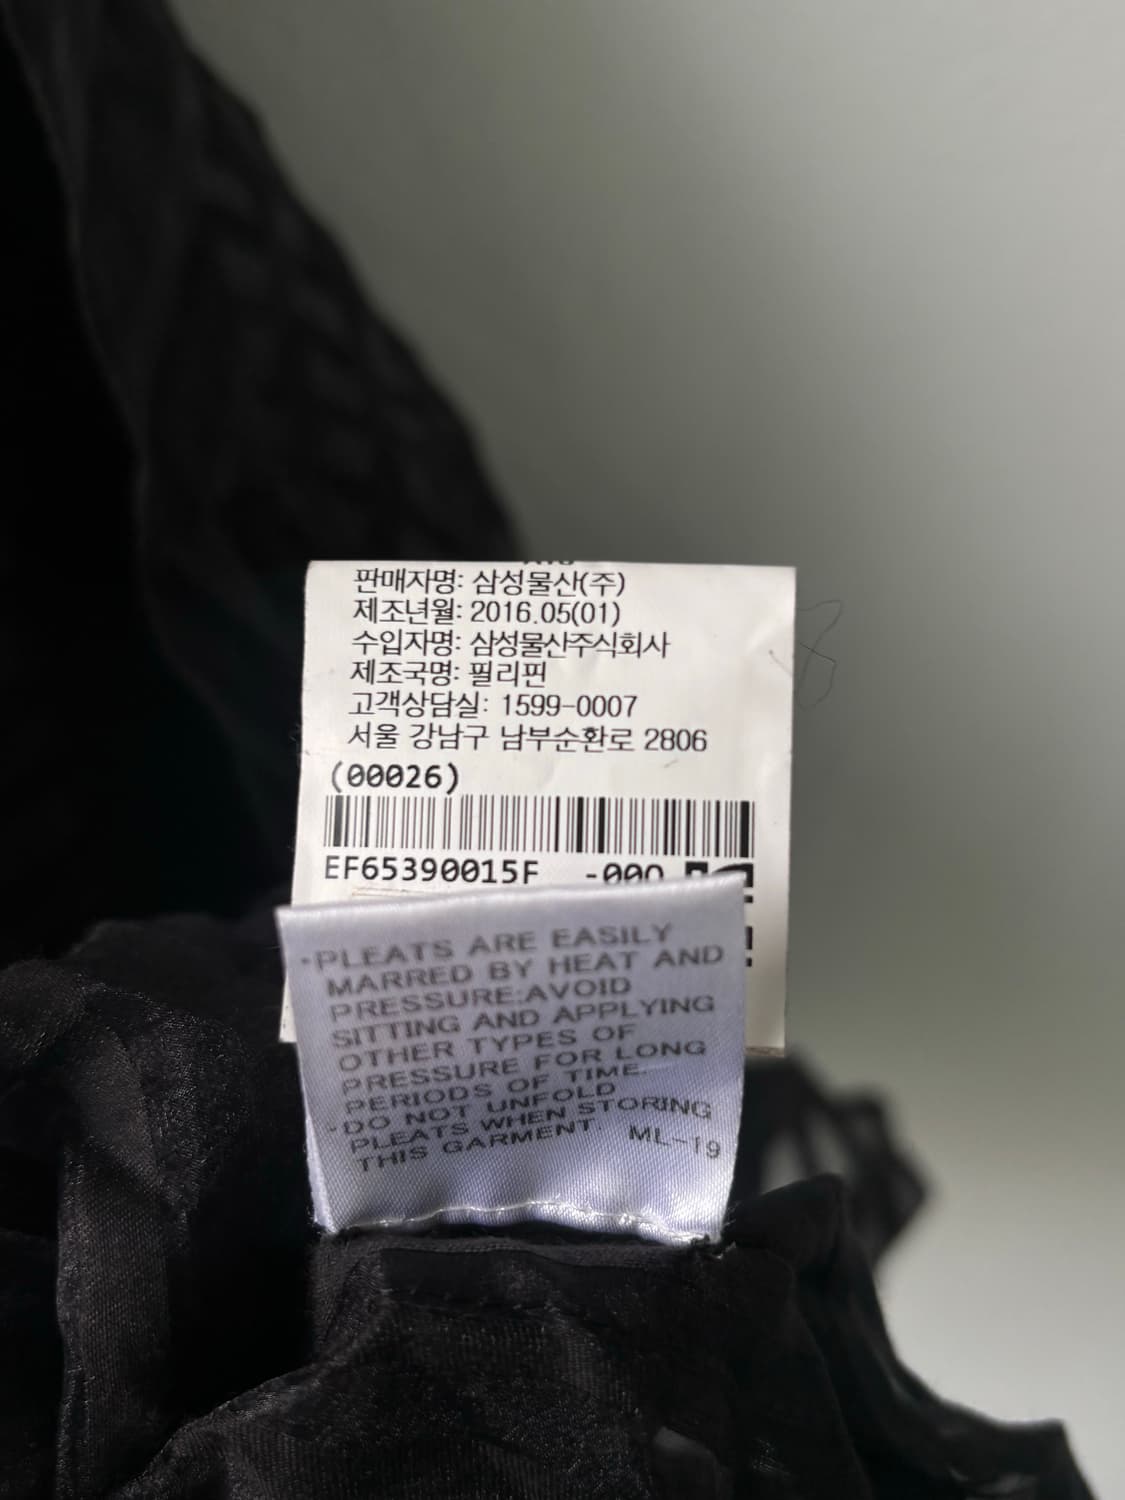 판매자명: 삼성물산(주)
제조년월: 2016.05(01)
수입자명: 삼성물산주식회사
제조국명: 필리핀
고객상담실: 1599-0007
서울 강남구 남부순환로 2806
(00026)
EF65390015F -000
·PLEATS ARE EASILY
MARRED BY HEAT AND
PRESSURE:AVOID
SITTING AND APPLYING
OTHER TYPES OF
PRESSURE FOR LONG
PERIODS OF TIME.
·DO NOT UNFOLD
PLEATS WHEN STORING
THIS GARMENT. ML-19